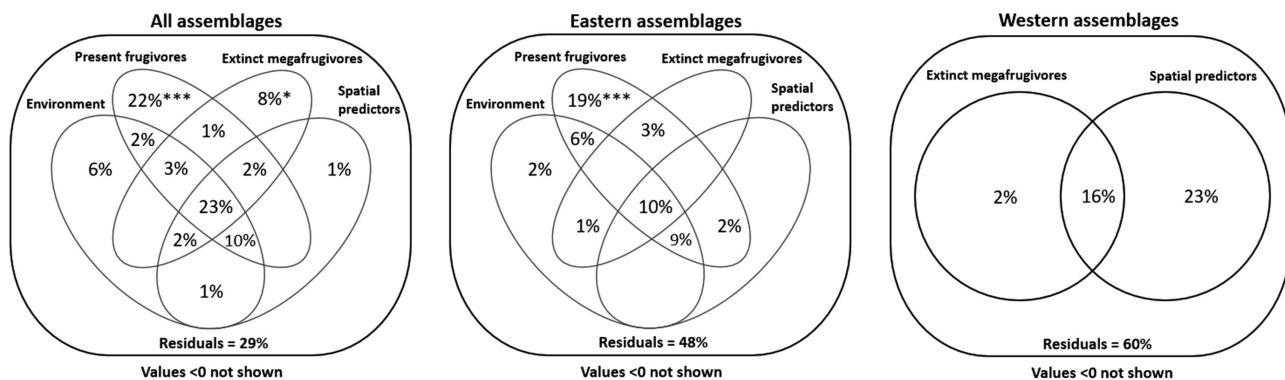 All assemblages
Present frugivores
Extinct megafrugivores
Environment
Spatial
predictors
22%***
8%*
2%
1%
6%
3%
2%
1%
23%
2%
10%
1%
Residuals = 29%
Values <0 not shown
Eastern assemblages
Present frugivores
Extinct megafrugivores
Environment
Spatial
predictors
19%***
6%
3%
2%
10%
1%
2%
9%
Residuals = 48%
Values <0 not shown
Western assemblages
Extinct megafrugivores
Spatial predictors
2%
16%
23%
Residuals = 60%
Values <0 not shown